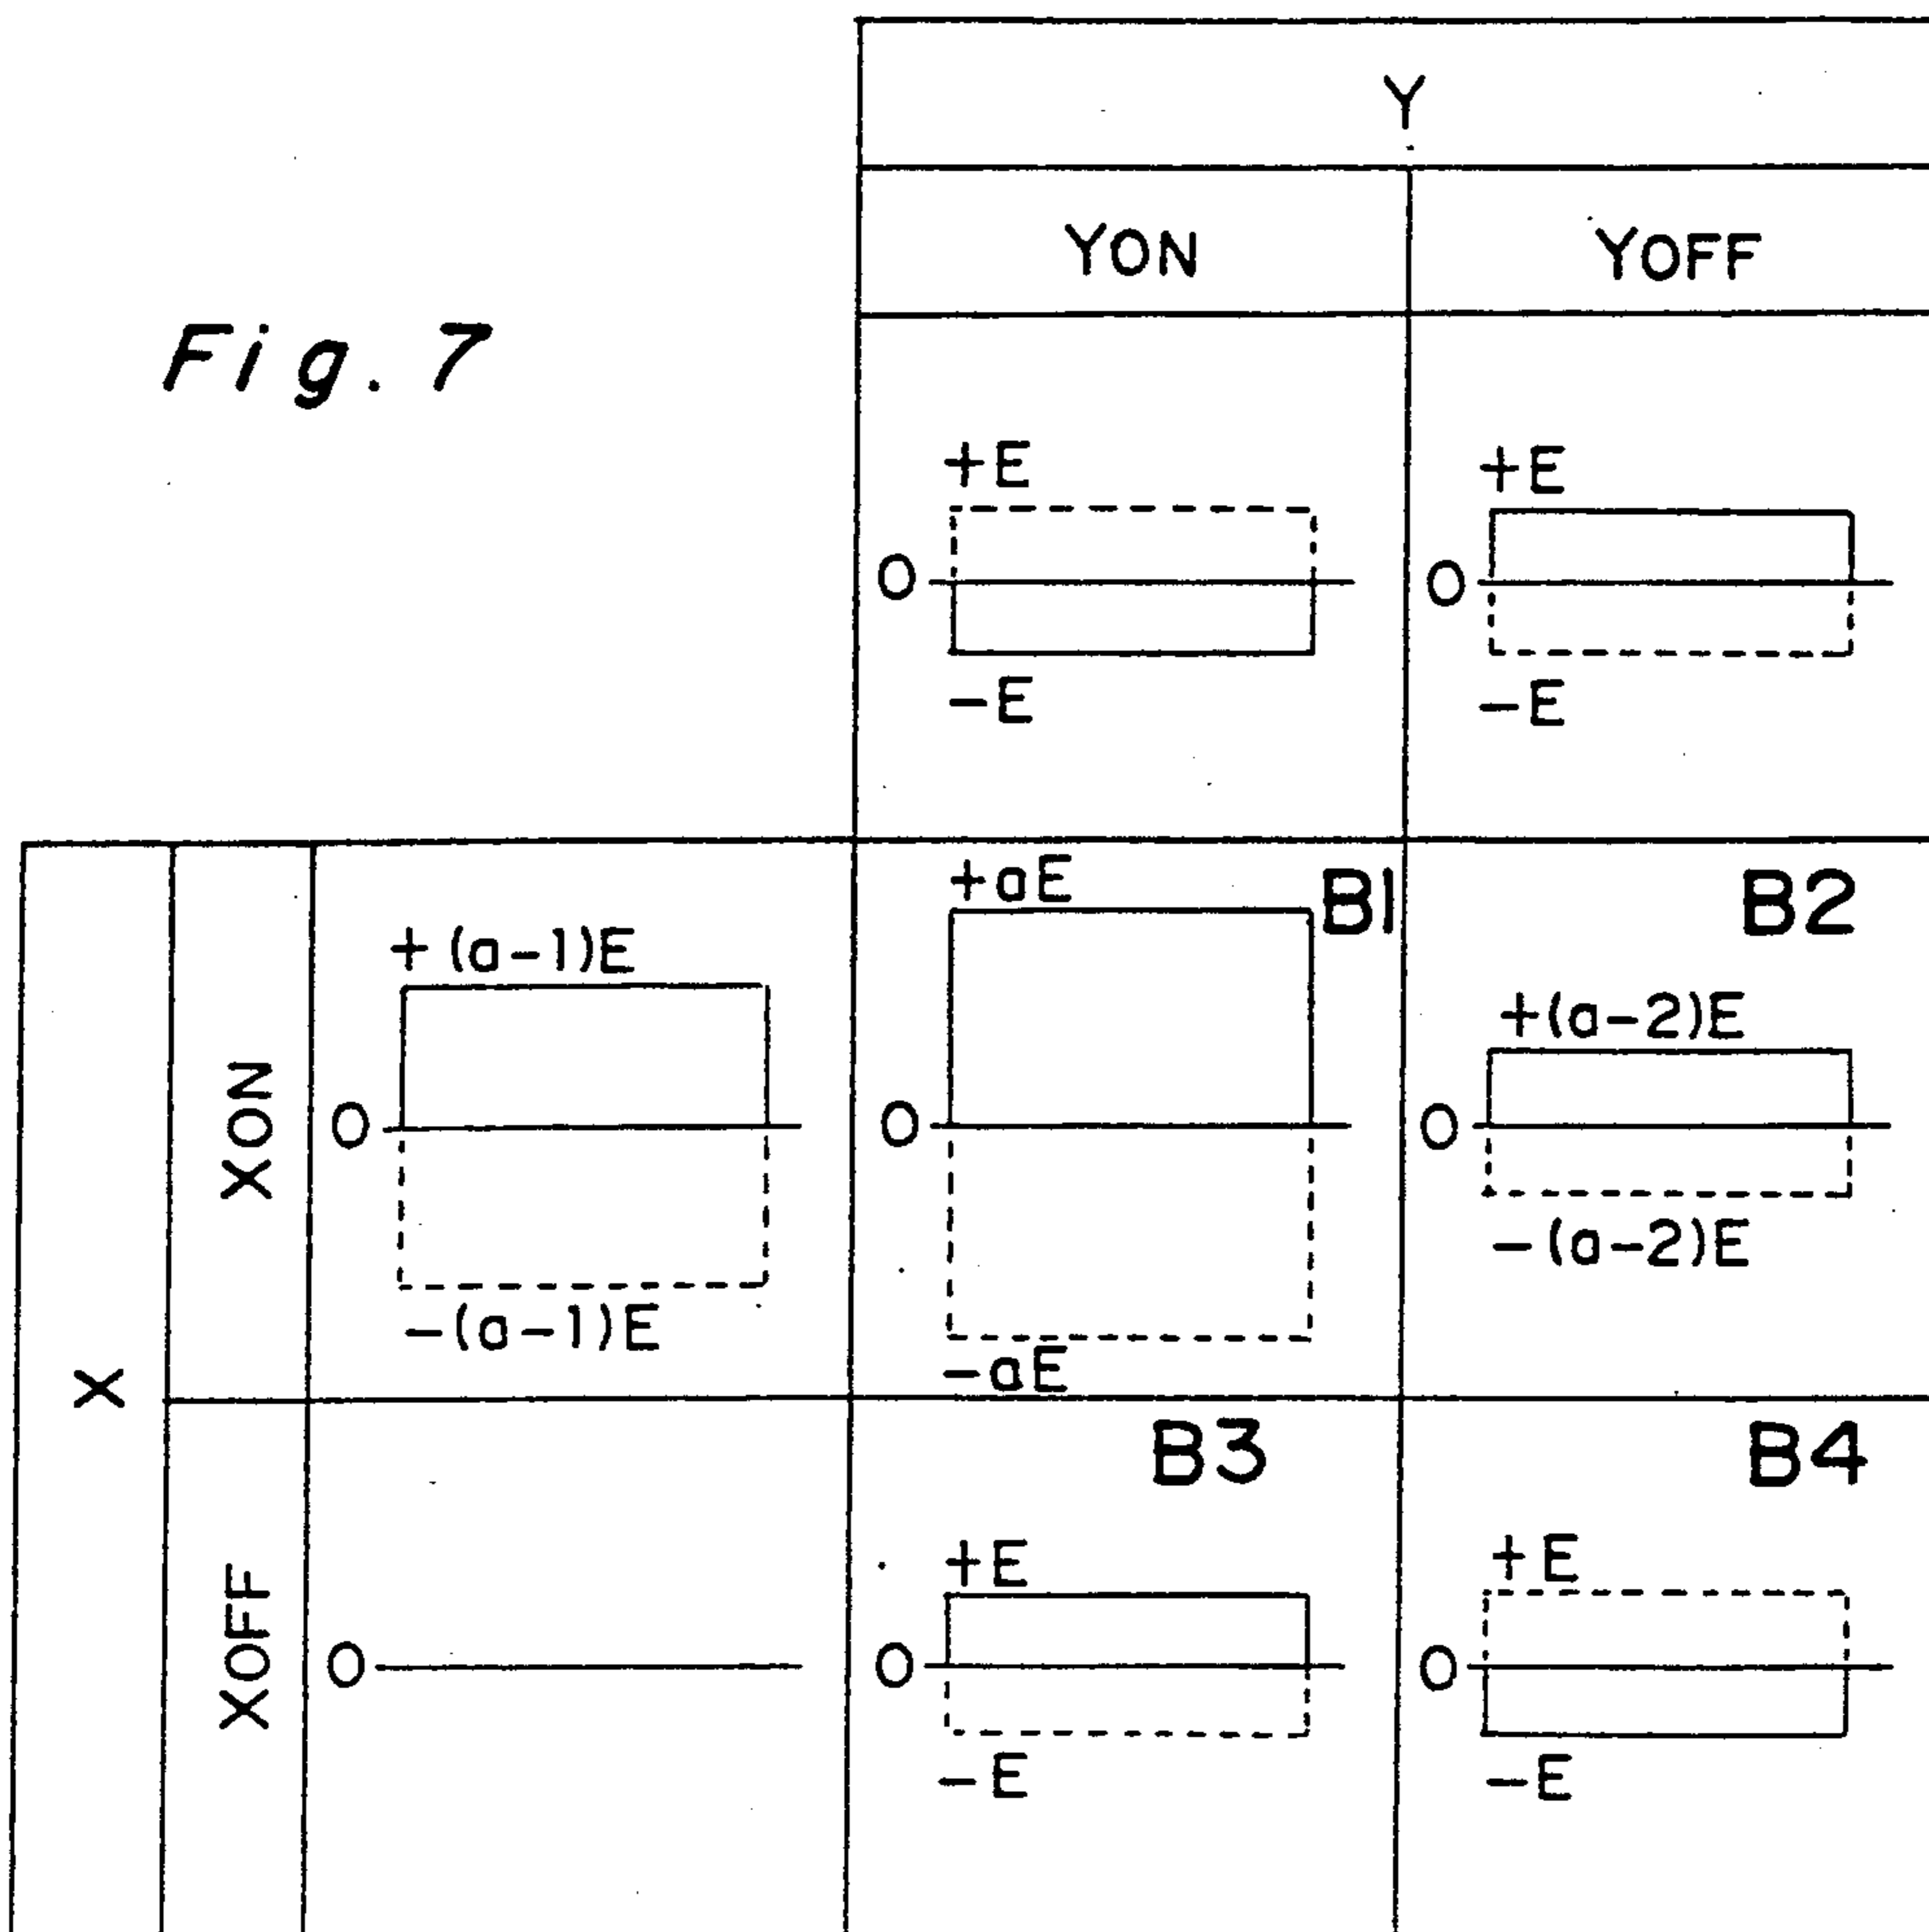 Y
YON
YOFF
Fig. 7
+E
0
-E
+E
0
-E
X
XON
+(a-1)E
0
-(a-1)E
B1
+aE
0
-aE
B2
+(a-2)E
0
-(a-2)E
XOFF
0
B3
+E
0
-E
B4
+E
0
-E